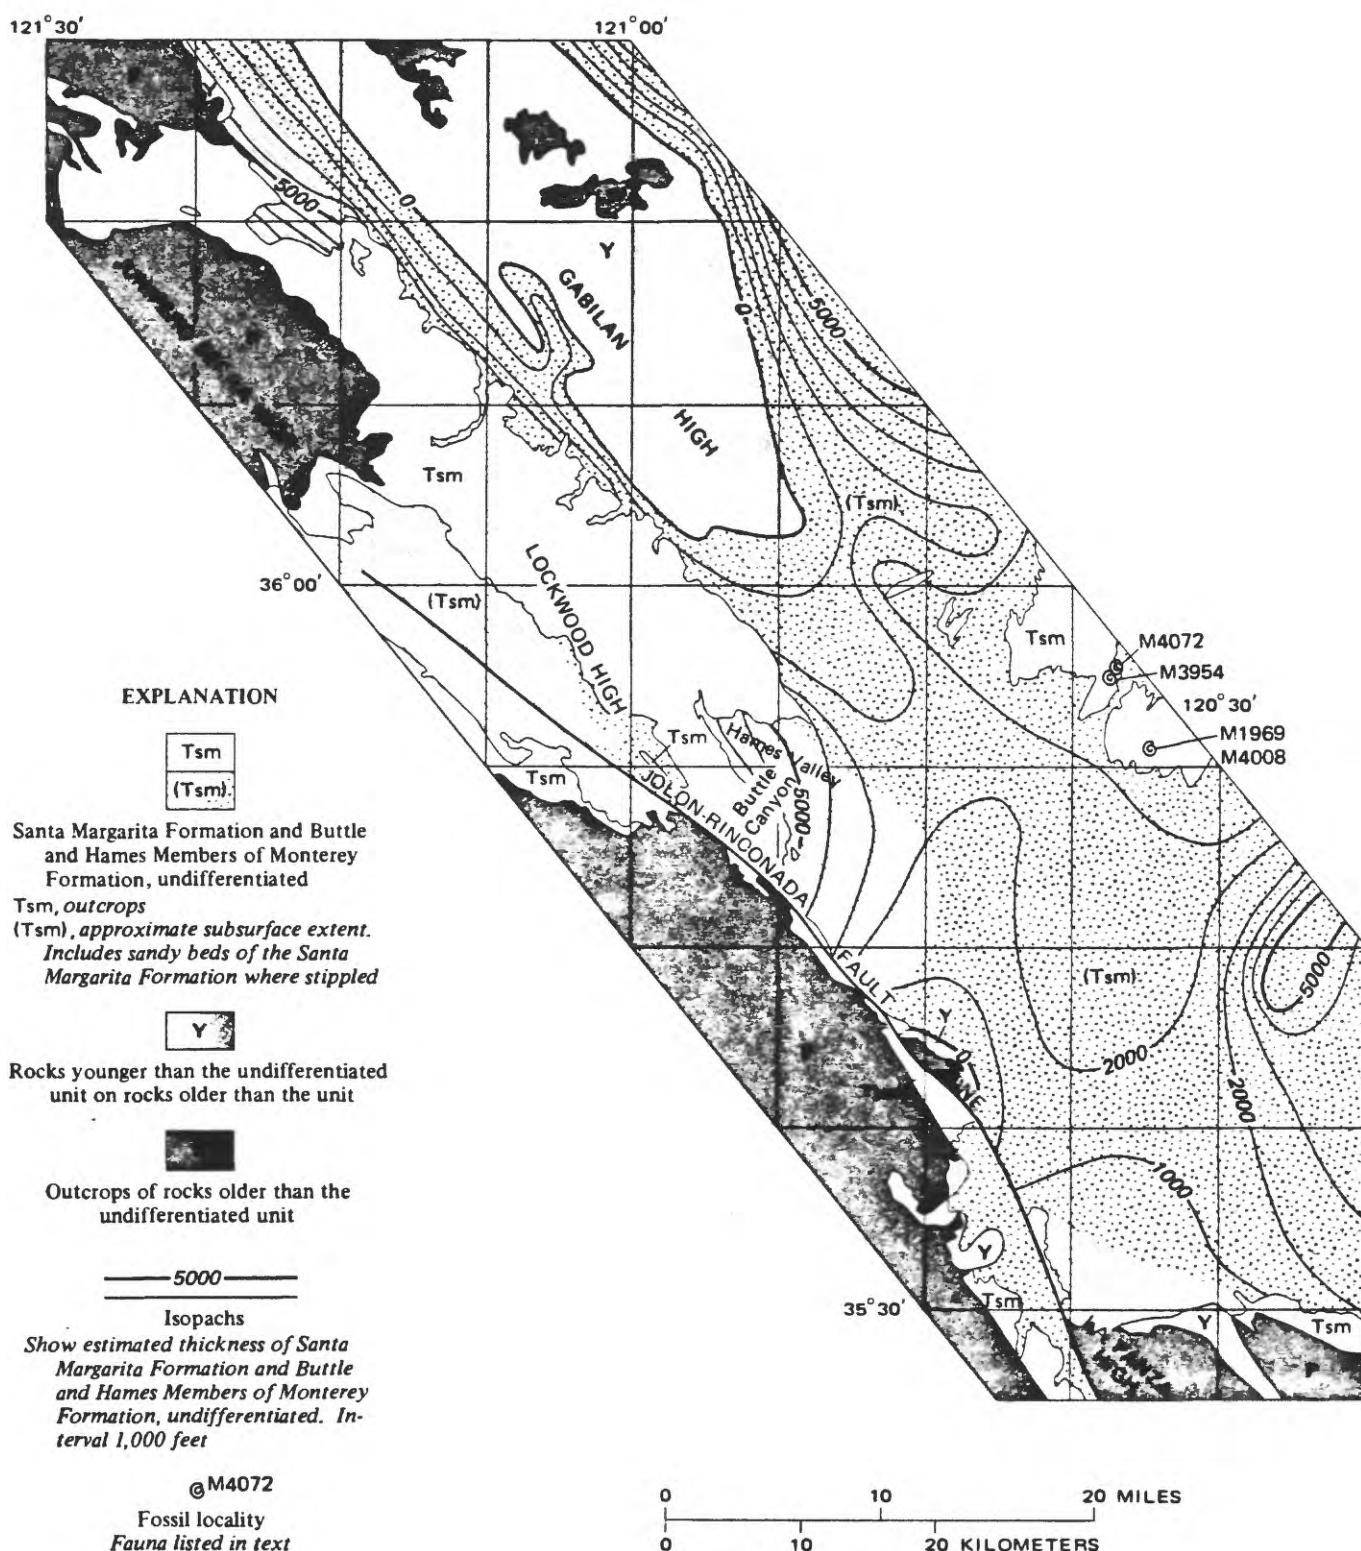 121°30′
121°00′
5000
0
Y
GABILAN
HIGH
0
5000
Tsm
(Tsm)
36°00′
(Tsm)
LOCKWOOD HIGH
Tsm
M4072
M3954
120°30′
M1969
M4008
Tsm
Hames Valley
Buttle
Canyon
5000
0
Tsm
JOLON-RINCONADA
FAULT
ZONE
(Tsm)
5000
Y
0
2000
2000
1000
Y
35°30′
Tsm
Y
Tsm
HIGH
EXPLANATION
Tsm
(Tsm)
Santa Margarita Formation and Buttle
and Hames Members of Monterey
Formation, undifferentiated
Tsm, outcrops
(Tsm), approximate subsurface extent.
Includes sandy beds of the Santa
Margarita Formation where stippled
Y
Rocks younger than the undifferentiated
unit on rocks older than the unit
Outcrops of rocks older than the
undifferentiated unit
5000
Isopachs
Show estimated thickness of Santa
Margarita Formation and Buttle
and Hames Members of Monterey
Formation, undifferentiated. In-
terval 1,000 feet
M4072
Fossil locality
Fauna listed in text
0 10 20 MILES
0 10 20 KILOMETERS